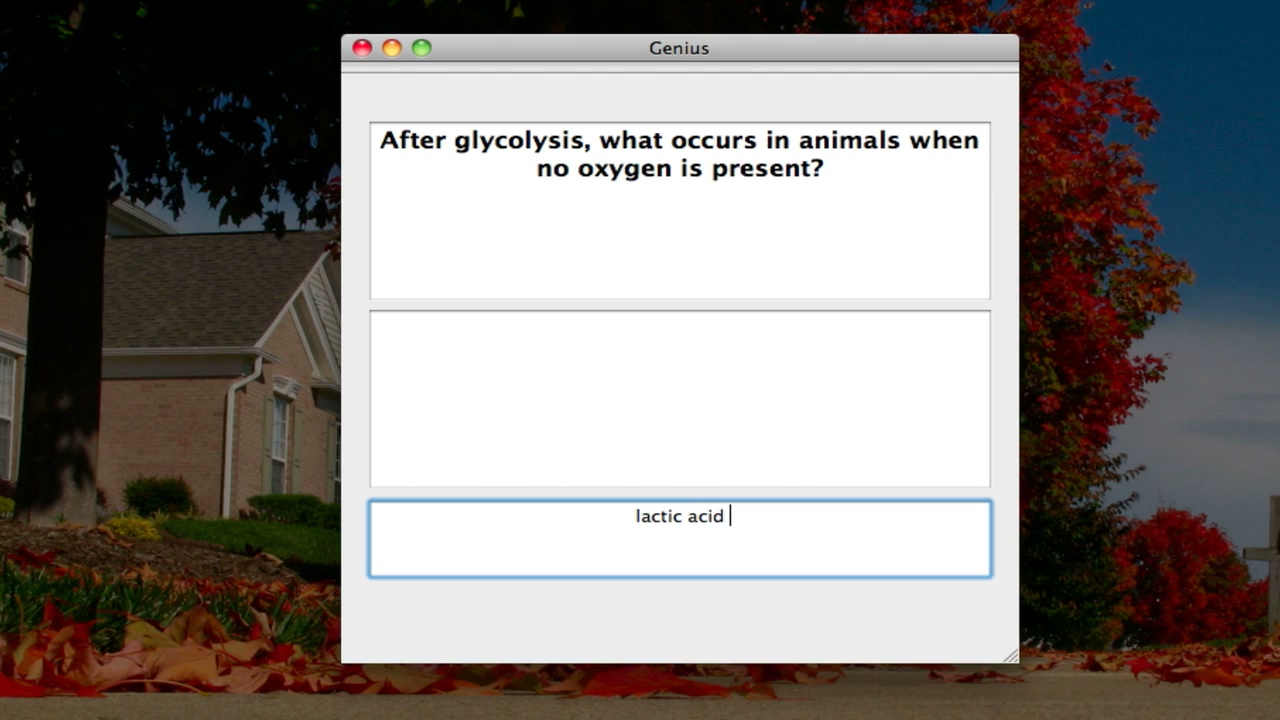 Genius
After glycolysis, what occurs in animals when
no oxygen is present?
lactic acid